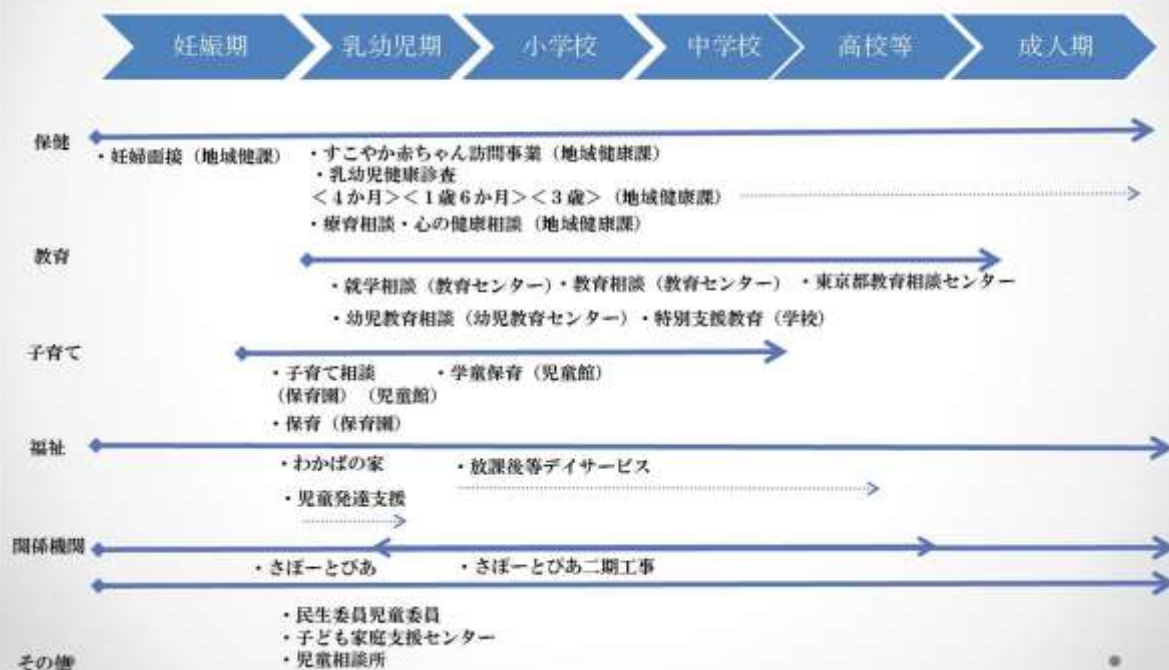 妊娠期 乳幼児期 小学校 中学校 高校等 成人期
保健
・妊婦面接（地域健課） ・すこやか赤ちゃん訪問事業（地域健康課）
・乳幼児健康診査
＜４か月＞＜１歳６か月＞＜３歳＞（地域健康課）
・療育相談・心の健康相談（地域健康課）
教育
・就学相談（教育センター）・教育相談（教育センター） ・東京都教育相談センター
・幼児教育相談（幼児教育センター）・特別支援教育（学校）
子育て
・子育て相談 ・学童保育（児童館）
（保育園）（児童館）
・保育（保育園）
福祉
・わかばの家 ・放課後等デイサービス
・児童発達支援
関係機関
・さぽーとぴあ ・さぽーとぴあ二期工事
・民生委員児童委員
・子ども家庭支援センター
・児童相談所
その他